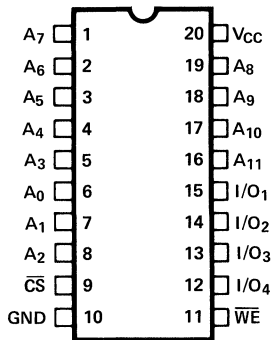 A7 1 20 VCC
A6 2 19 A8
A5 3 18 A9
A4 4 17 A10
A3 5 16 A11
A0 6 15 I/O1
A1 7 14 I/O2
A2 8 13 I/O3
C̅S̅ 9 12 I/O4
GND 10 11 W̅E̅